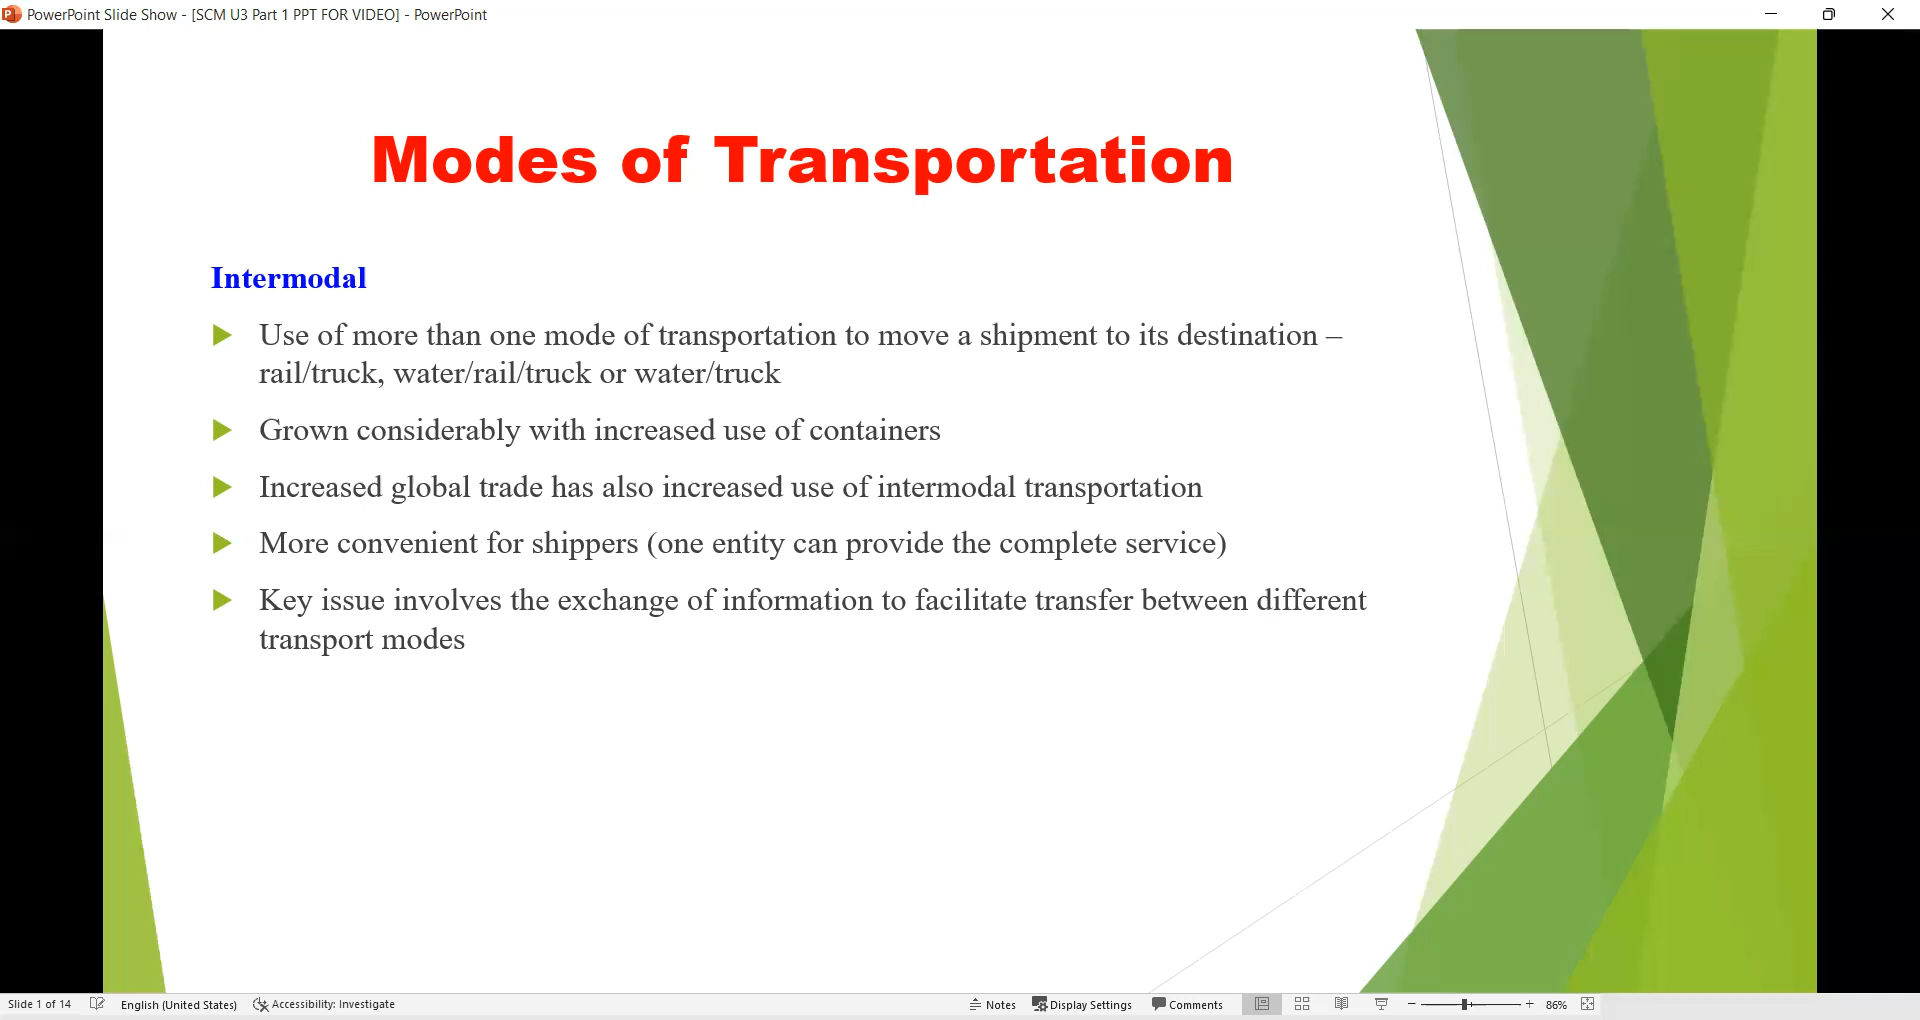 PowerPoint Slide Show - [SCM U3 Part 1 PPT FOR VIDEO] - PowerPoint
Modes of Transportation
Intermodal
Use of more than one mode of transportation to move a shipment to its destination –
rail/truck, water/rail/truck or water/truck
Grown considerably with increased use of containers
Increased global trade has also increased use of intermodal transportation
More convenient for shippers (one entity can provide the complete service)
Key issue involves the exchange of information to facilitate transfer between different
transport modes
Slide 1 of 14 English (United States) Accessibility: Investigate Notes Display Settings Comments 86%